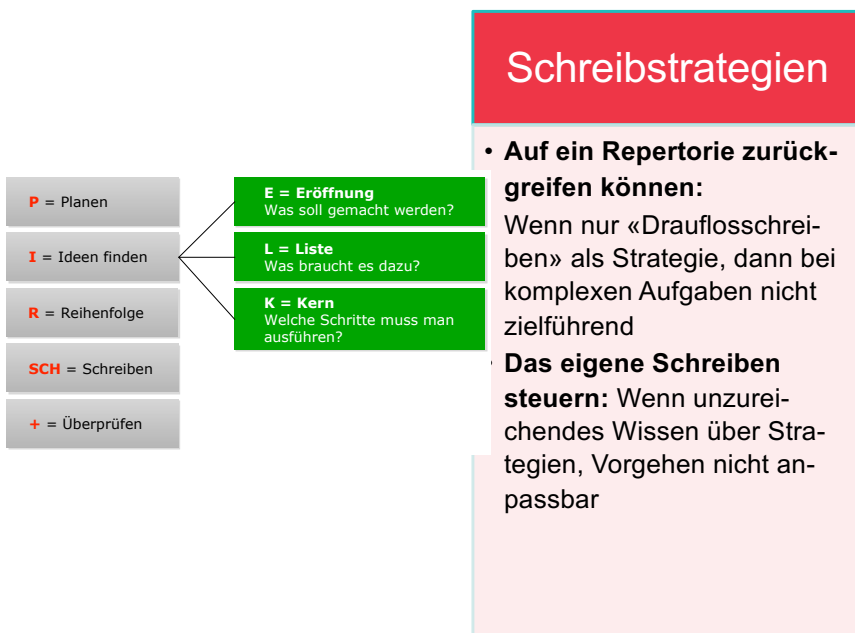 Schreibstrategien
P = Planen
I = Ideen finden
R = Reihenfolge
SCH = Schreiben
+ = Überprüfen
E = Eröffnung
Was soll gemacht werden?
L = Liste
Was braucht es dazu?
K = Kern
Welche Schritte muss man
ausführen?
• Auf ein Repertorie zurück-
greifen können:
Wenn nur «Drauflosschrei-
ben» als Strategie, dann bei
komplexen Aufgaben nicht
zielführend
• Das eigene Schreiben
steuern: Wenn unzurei-
chendes Wissen über Stra-
tegien, Vorgehen nicht an-
passbar